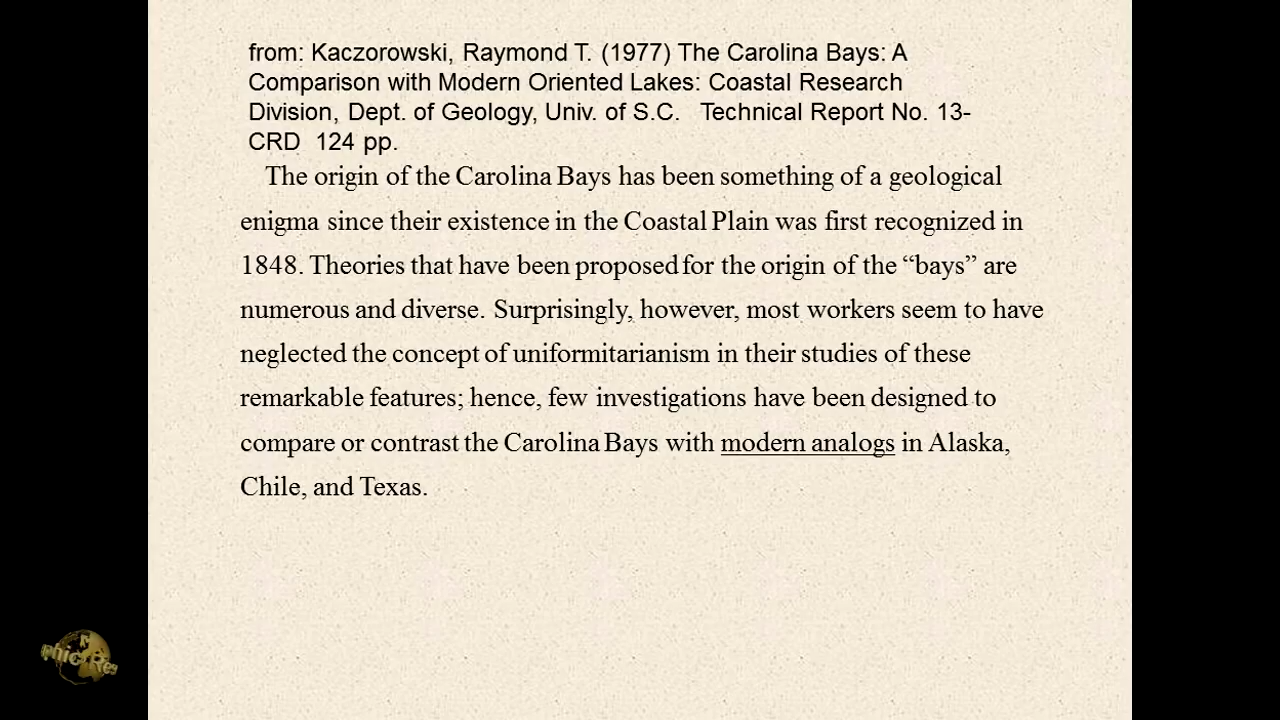 from: Kaczorowski, Raymond T. (1977) The Carolina Bays: A
Comparison with Modern Oriented Lakes: Coastal Research
Division, Dept. of Geology, Univ. of S.C. Technical Report No. 13-
CRD 124 pp.
The origin of the Carolina Bays has been something of a geological
enigma since their existence in the Coastal Plain was first recognized in
1848. Theories that have been proposed for the origin of the “bays” are
numerous and diverse. Surprisingly, however, most workers seem to have
neglected the concept of uniformitarianism in their studies of these
remarkable features; hence, few investigations have been designed to
compare or contrast the Carolina Bays with modern analogs in Alaska,
Chile, and Texas.